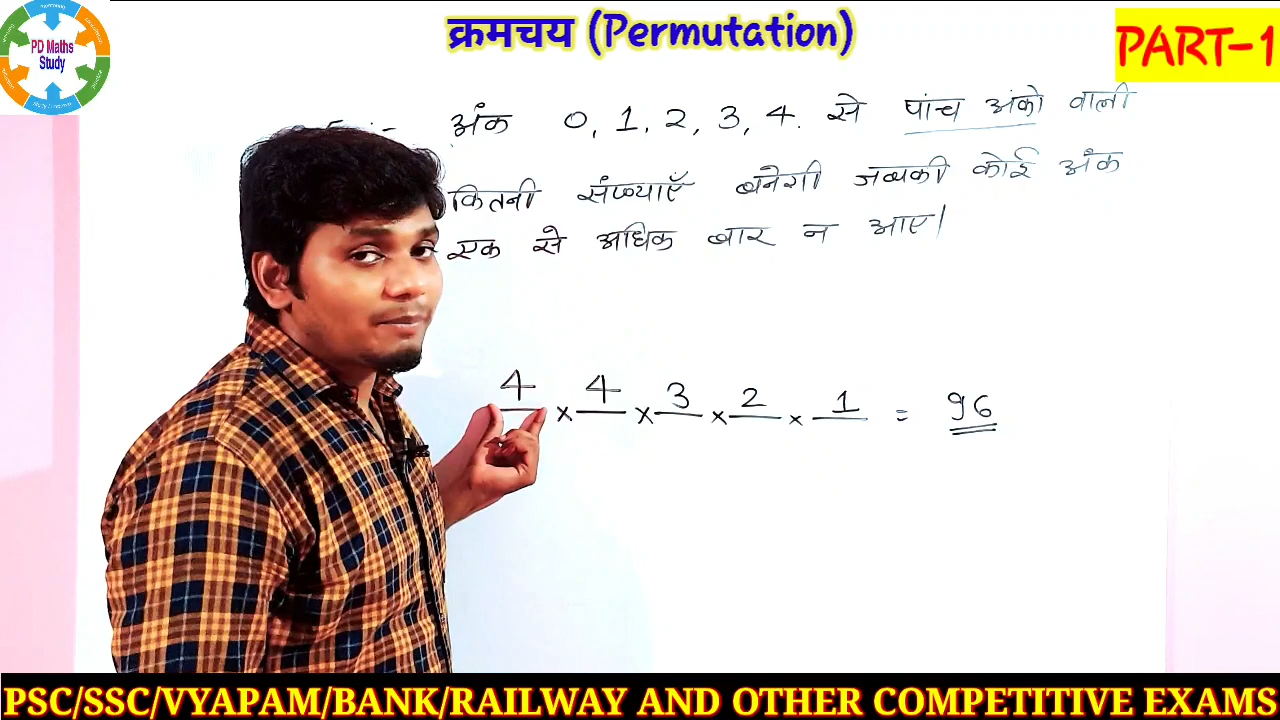 क्रमचय (Permutation)
PART-1
PD Maths
Study
अंक 0, 1, 2, 3, 4. से पांच अंको वाली
कितनी संख्याएँ बनेगी जबकी कोई अंक
एक से अधिक बार न आए।
4 × 4 × 3 × 2 × 1 = 96
PSC/SSC/VYAPAM/BANK/RAILWAY AND OTHER COMPETITIVE EXAMS